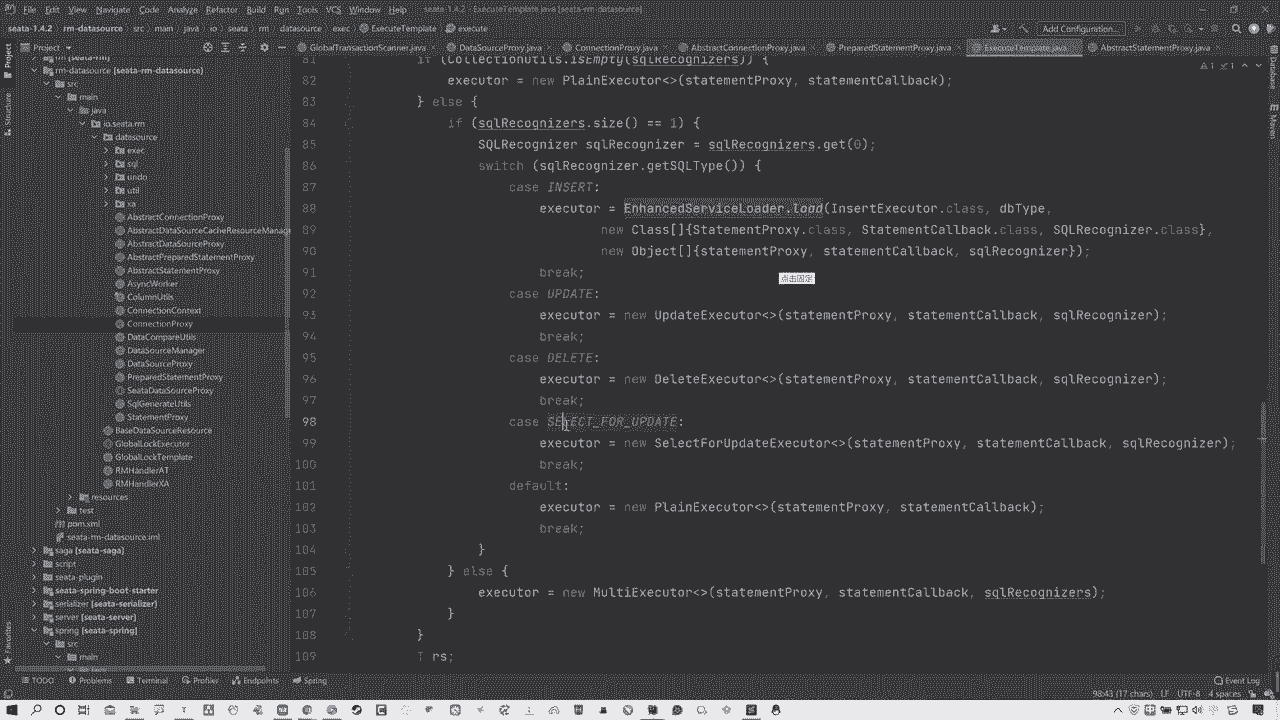 File Edit View Navigate Code Analyze Refactor Build Run Tools VCS Window Help seata-1.4.2 - ExecuteTemplate.java [seata-rm-datasource]
seata-1.4.2 rm-datasource src main java io seata rm datasource exec ExecuteTemplate execute Add Configuration...
Project GlobalTransactionScanner.java DataSourceProxy.java ConnectionProxy.java AbstractConnectionProxy.java PreparedStatementProxy.java ExecuteTemplate.java AbstractStatementProxy.java
rm [seata-rm]
rm-datasource [seata-rm-datasource]
src
main
java
io.seata.rm
datasource
exec
sql
undo
util
xa
AbstractConnectionProxy
AbstractDataSourceCacheResourceManag
AbstractDataSourceProxy
AbstractPreparedStatementProxy
AbstractStatementProxy
AsyncWorker
ColumnUtils
ConnectionContext
ConnectionProxy
DataCompareUtils
DataSourceManager
DataSourceProxy
PreparedStatementProxy
SeataDataSourceProxy
SqlGenerateUtils
StatementProxy
BaseDataSourceResource
GlobalLockExecutor
GlobalLockTemplate
RMHandlerAT
RMHandlerXA
resources
test
pom.xml
seata-rm-datasource.iml
saga [seata-saga]
script
seata-plugin
seata-spring-boot-starter
serializer [seata-serializer]
server [seata-server]
spring [seata-spring]
src
main
java
Project
Structure
Favorites
Database
Maven
81 if (CollectionUtils.isEmpty(sqlRecognizers)) {
82 executor = new PlainExecutor<>(statementProxy, statementCallback);
83 } else {
84 if (sqlRecognizers.size() == 1) {
85 SQLRecognizer sqlRecognizer = sqlRecognizers.get(0);
86 switch (sqlRecognizer.getSQLType()) {
87 case INSERT:
88 executor = EnhancedServiceLoader.load(InsertExecutor.class, dbType,
89 new Class[]{StatementProxy.class, StatementCallback.class, SQLRecognizer.class},
90 new Object[]{statementProxy, statementCallback, sqlRecognizer});
91 break;
点击固定
92 case UPDATE:
93 executor = new UpdateExecutor<>(statementProxy, statementCallback, sqlRecognizer);
94 break;
95 case DELETE:
96 executor = new DeleteExecutor<>(statementProxy, statementCallback, sqlRecognizer);
97 break;
98 case SELECT_FOR_UPDATE:
99 executor = new SelectForUpdateExecutor<>(statementProxy, statementCallback, sqlRecognizer);
100 break;
101 default:
102 executor = new PlainExecutor<>(statementProxy, statementCallback);
103 break;
104 }
105 } else {
106 executor = new MultiExecutor<>(statementProxy, statementCallback, sqlRecognizers);
107 }
108 }
109 T rs;
TODO Problems Terminal Profiler Endpoints Spring Event Log
98:43 (17 chars) LF UTF-8 4 spaces